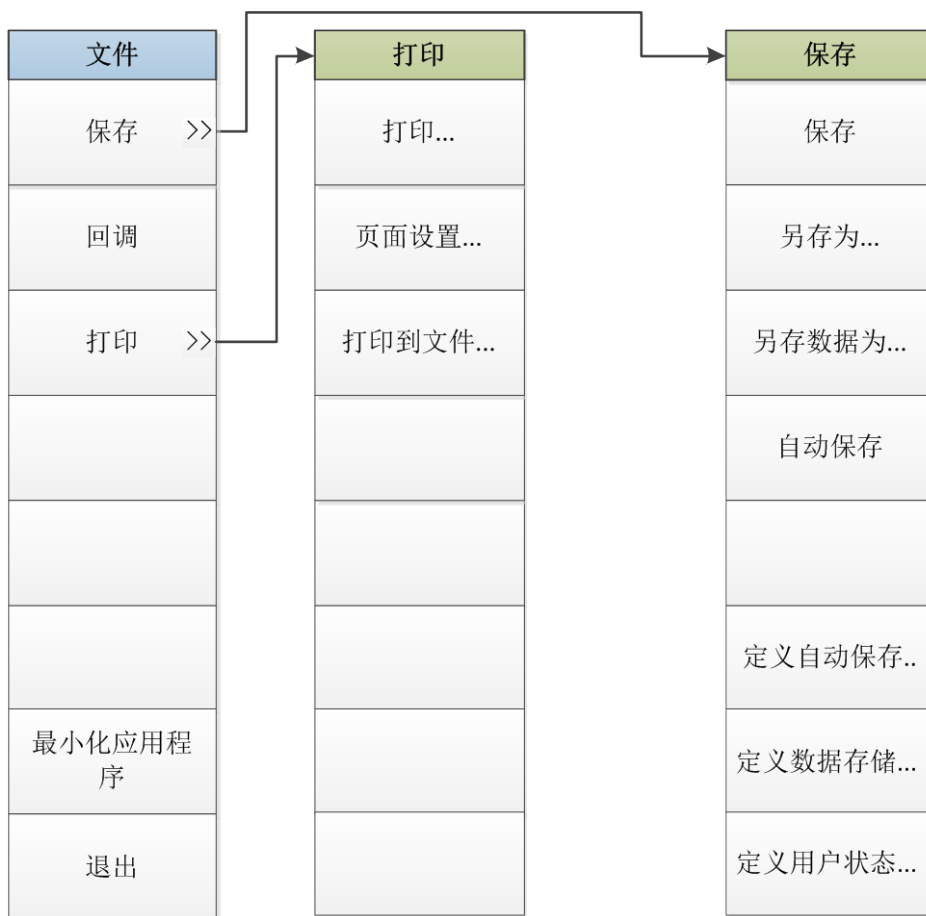 文件
保存 >>
回调
打印 >>
最小化应用程
序
退出
打印
打印...
页面设置...
打印到文件...
保存
保存
另存为...
另存数据为...
自动保存
定义自动保存..
定义数据存储...
定义用户状态...